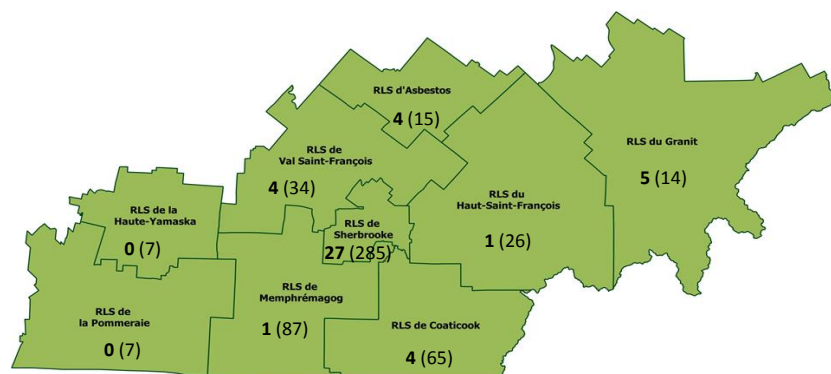 RLS d'Asbestos
4 (15)
RLS du Granit
5 (14)
RLS de
Val Saint-François
4 (34)
RLS du
Haut-Saint-François
1 (26)
RLS de la
Haute-Yamaska
0 (7)
RLS de
Sherbrooke
27 (285)
RLS de
Memphrémagog
1 (87)
RLS de
la Pommeraie
0 (7)
RLS de Coaticook
4 (65)